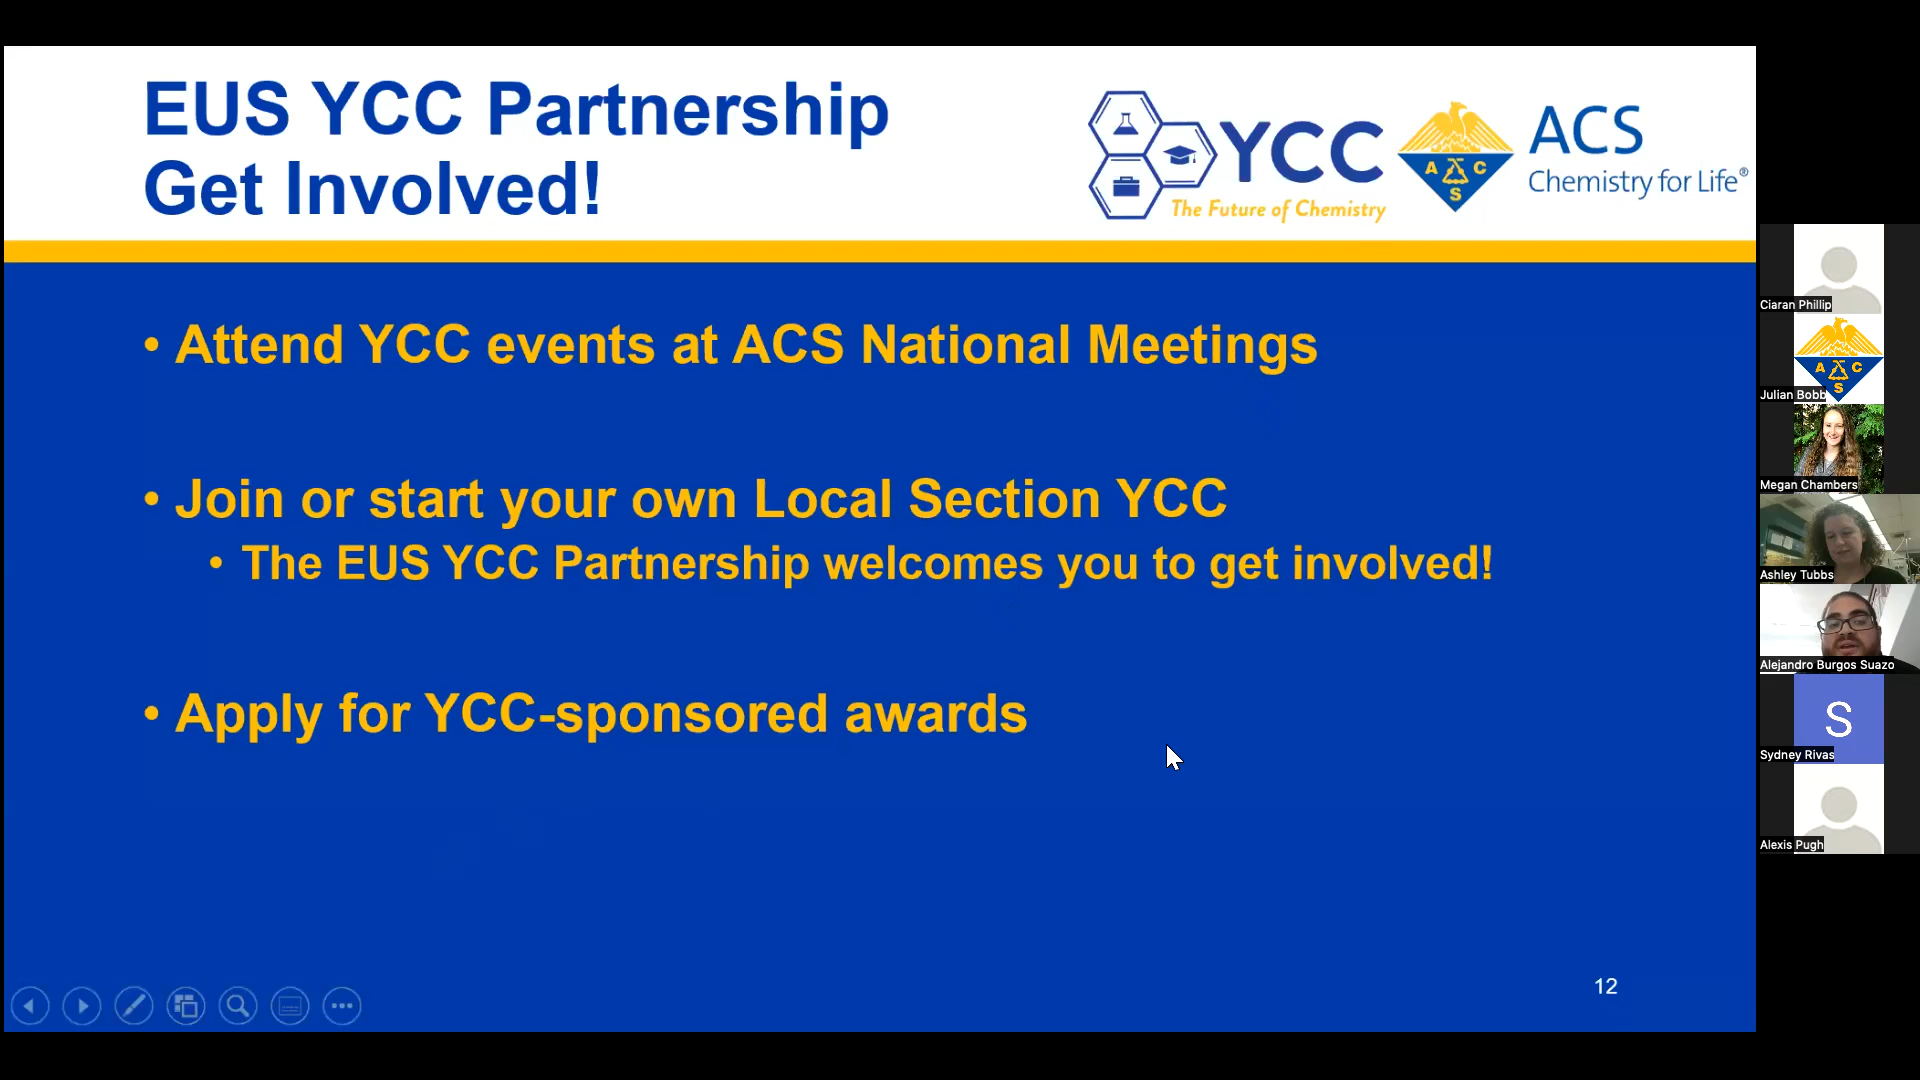 EUS YCC Partnership
Get Involved!
YCC
The Future of Chemistry
A C
S
ACS
Chemistry for Life®
• Attend YCC events at ACS National Meetings
• Join or start your own Local Section YCC
• The EUS YCC Partnership welcomes you to get involved!
• Apply for YCC-sponsored awards
12
Ciaran Phillip
A C
S
Julian Bobb
Megan Chambers
Ashley Tubbs
Alejandro Burgos Suazo
S
Sydney Rivas
Alexis Pugh